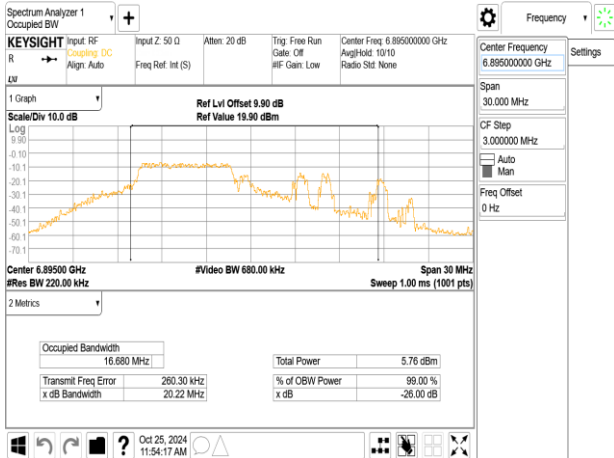 Spectrum Analyzer 1
Occupied BW
Frequency
KEYSIGHT
R
Input: RF
Coupling: DC
Align: Auto
Input Z: 50 Ω
Freq Ref: Int (S)
Atten: 20 dB
Trig: Free Run
Gate: Off
#IF Gain: Low
Center Freq: 6.895000000 GHz
Avg|Hold: 10/10
Radio Std: None
Center Frequency
6.895000000 GHz
Settings
Span
30.000 MHz
CF Step
3.000000 MHz
Auto
Man
Freq Offset
0 Hz
1 Graph
Scale/Div 10.0 dB
Ref Lvl Offset 9.90 dB
Ref Value 19.90 dBm
Log
9.90
-0.10
-10.1
-20.1
-30.1
-40.1
-50.1
-60.1
-70.1
Center 6.89500 GHz
#Res BW 220.00 kHz
#Video BW 680.00 kHz
Span 30 MHz
Sweep 1.00 ms (1001 pts)
2 Metrics
Occupied Bandwidth
16.680 MHz
Transmit Freq Error 260.30 kHz
x dB Bandwidth 20.22 MHz
Total Power 5.76 dBm
% of OBW Power 99.00 %
x dB -26.00 dB
?
Oct 25, 2024
11:54:17 AM